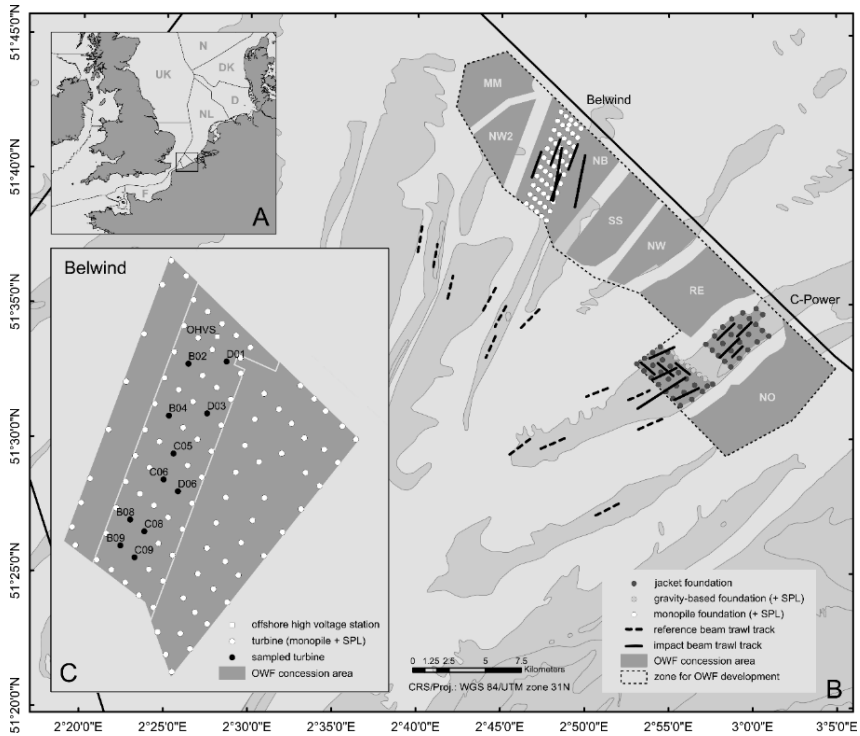 51°45'0"N
51°40'0"N
51°35'0"N
51°30'0"N
51°25'0"N
51°20'0"N
N
UK
DK
D
NL
F
A
MM
Belwind
NW2
NB
SS
NW
RE
C-Power
NO
Belwind
OHVS
B02
D01
B04
D03
C05
C06
D06
B08
C08
B09
C09
offshore high voltage station
turbine (monopile + SPL)
sampled turbine
OWF concession area
C
jacket foundation
gravity-based foundation (+ SPL)
monopile foundation (+ SPL)
reference beam trawl track
impact beam trawl track
OWF concession area
zone for OWF development
B
0 1.25 2.5 5 7.5
Kilometers
CRS/Proj.: WGS 84/UTM zone 31N
2°20'0"E 2°25'0"E 2°30'0"E 2°35'0"E 2°40'0"E 2°45'0"E 2°50'0"E 2°55'0"E 3°0'0"E 3°5'0"E